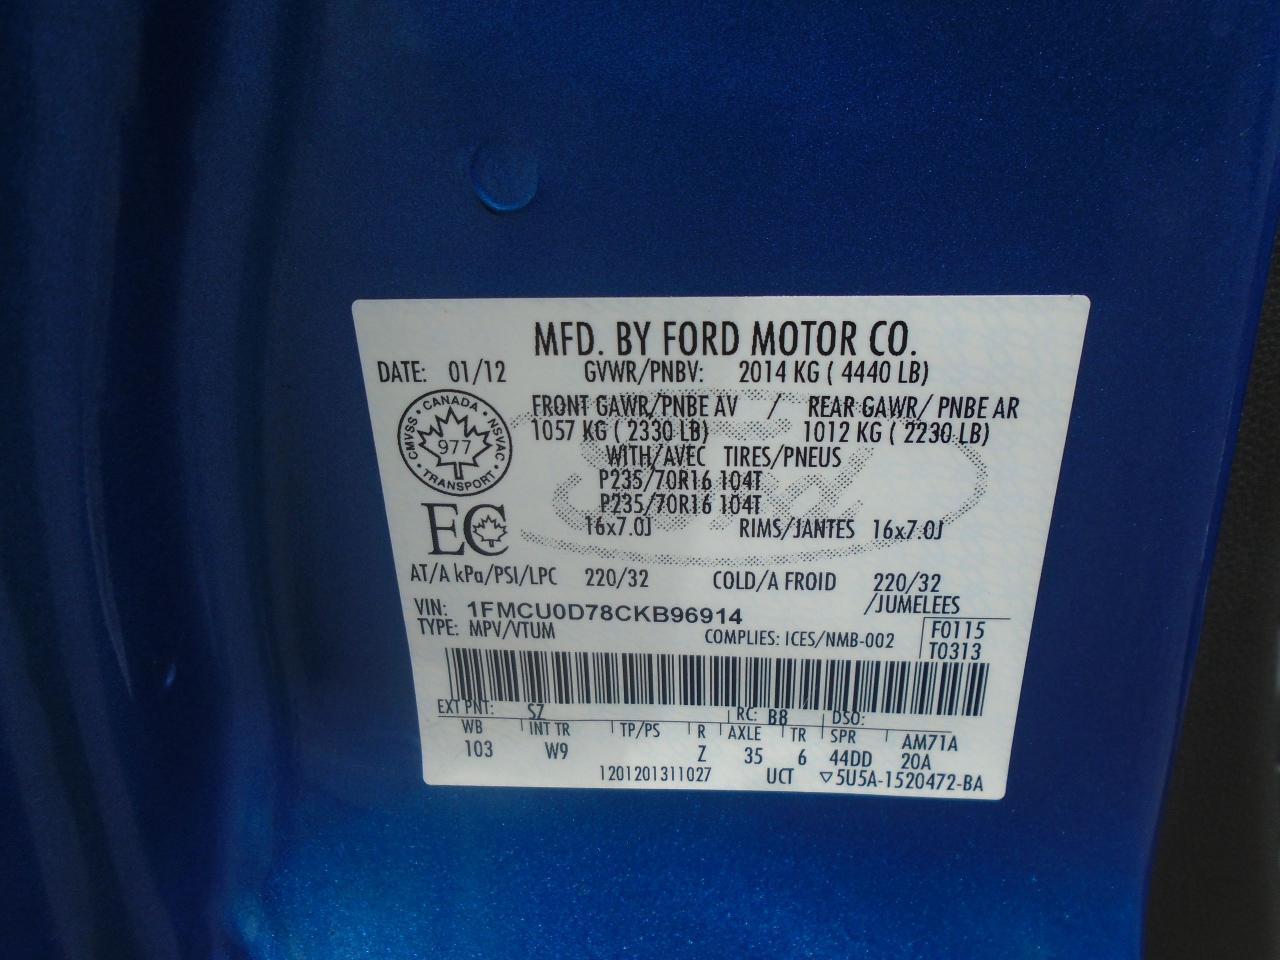 MFD. BY FORD MOTOR CO.
DATE: 01/12 GVWR/PNBV: 2014 KG ( 4440 LB)
FRONT GAWR/PNBE AV / REAR GAWR/ PNBE AR
1057 KG ( 2330 LB) 1012 KG ( 2230 LB)
WITH/AVEC TIRES/PNEUS
P235/70R16 104T
P235/70R16 104T
16x7.0J RIMS/JANTES 16x7.0J
CANADA
CMVSS NSVAC
977
TRANSPORT
EC
AT/A kPa/PSI/LPC 220/32 COLD/A FROID 220/32
/JUMELEES
VIN: 1FMCU0D78CKB96914
TYPE: MPV/VTUM COMPLIES: ICES/NMB-002
F0115
T0313
EXT PNT: SZ RC: B8 DSO:
WB INT TR TP/PS R AXLE TR SPR AM71A
103 W9 Z 35 6 44DD 20A
1201201311027 UCT ▽5U5A-1520472-BA
Ford